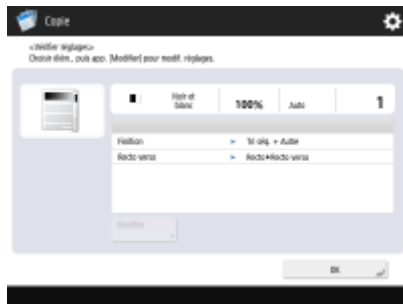 Copie
<Vérifier réglages>
Choisir élém., puis app. [Modifier] pour modif. réglages.
Noir et blanc
100%
Auto
1
Finition ► Tri séq. + Autre
Recto verso ► Recto►Recto verso
Modifier
OK